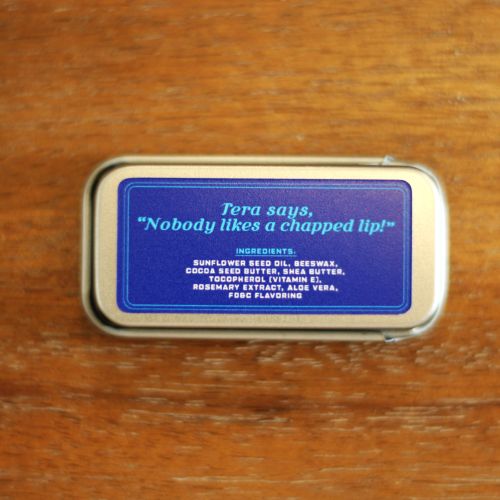 Tera says,
"Nobody likes a chapped lip!"
INGREDIENTS:
SUNFLOWER SEED OIL, BEESWAX,
COCOA SEED BUTTER, SHEA BUTTER,
TOCOPHEROL (VITAMIN E),
ROSEMARY EXTRACT, ALOE VERA,
FD&C FLAVORING